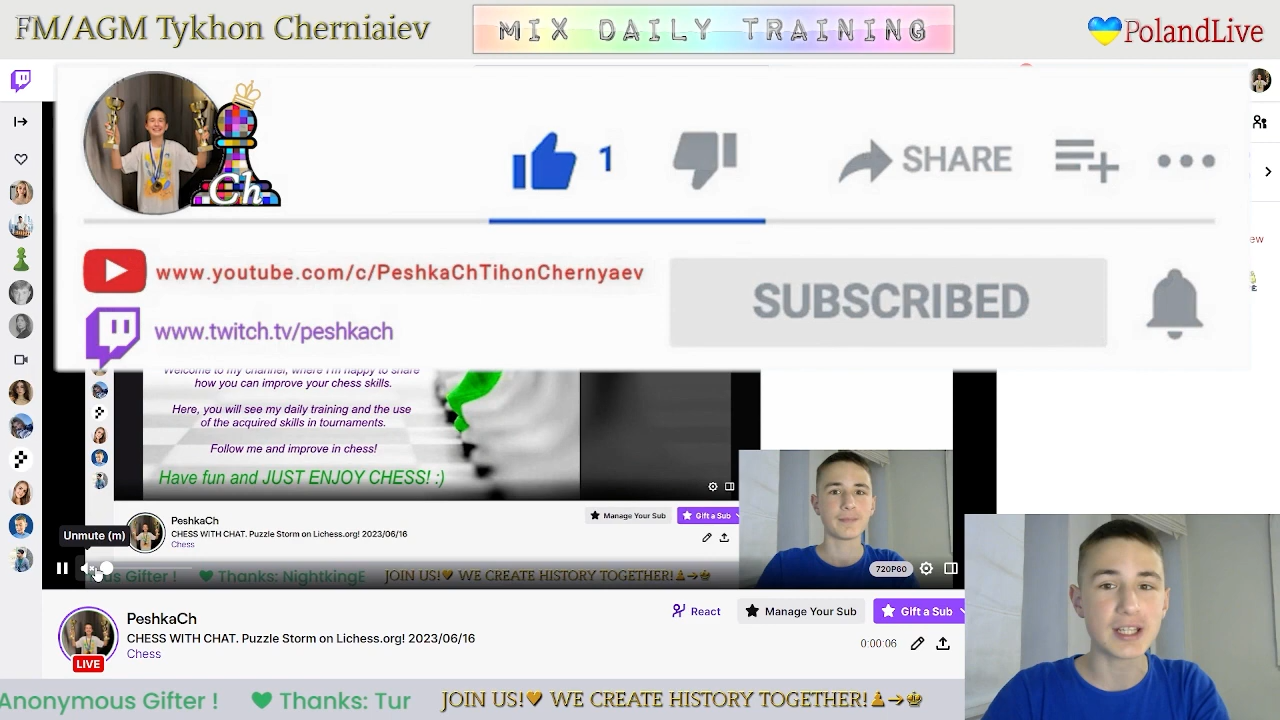 FM/AGM Tykhon Cherniaiev
MIX DAILY TRAINING
PolandLive
Ch
1
SHARE
www.youtube.com/c/PeshkaChTihonChernyaev
SUBSCRIBED
www.twitch.tv/peshkach
ew
Welcome to my channel, where I'm happy to share
how you can improve your chess skills.
Here, you will see my daily training and the use
of the acquired skills in tournaments.
Follow me and improve in chess!
Have fun and JUST ENJOY CHESS! :)
PeshkaCh
CHESS WITH CHAT. Puzzle Storm on Lichess.org! 2023/06/16
Chess
Manage Your Sub
Gift a Sub
Unmute (m)
us Gifter !
Thanks: NightkingE
JOIN US! WE CREATE HISTORY TOGETHER!
720P60
PeshkaCh
CHESS WITH CHAT. Puzzle Storm on Lichess.org! 2023/06/16
Chess
LIVE
React
Manage Your Sub
Gift a Sub
0:00:06
Anonymous Gifter !
Thanks: Tur
JOIN US! WE CREATE HISTORY TOGETHER!